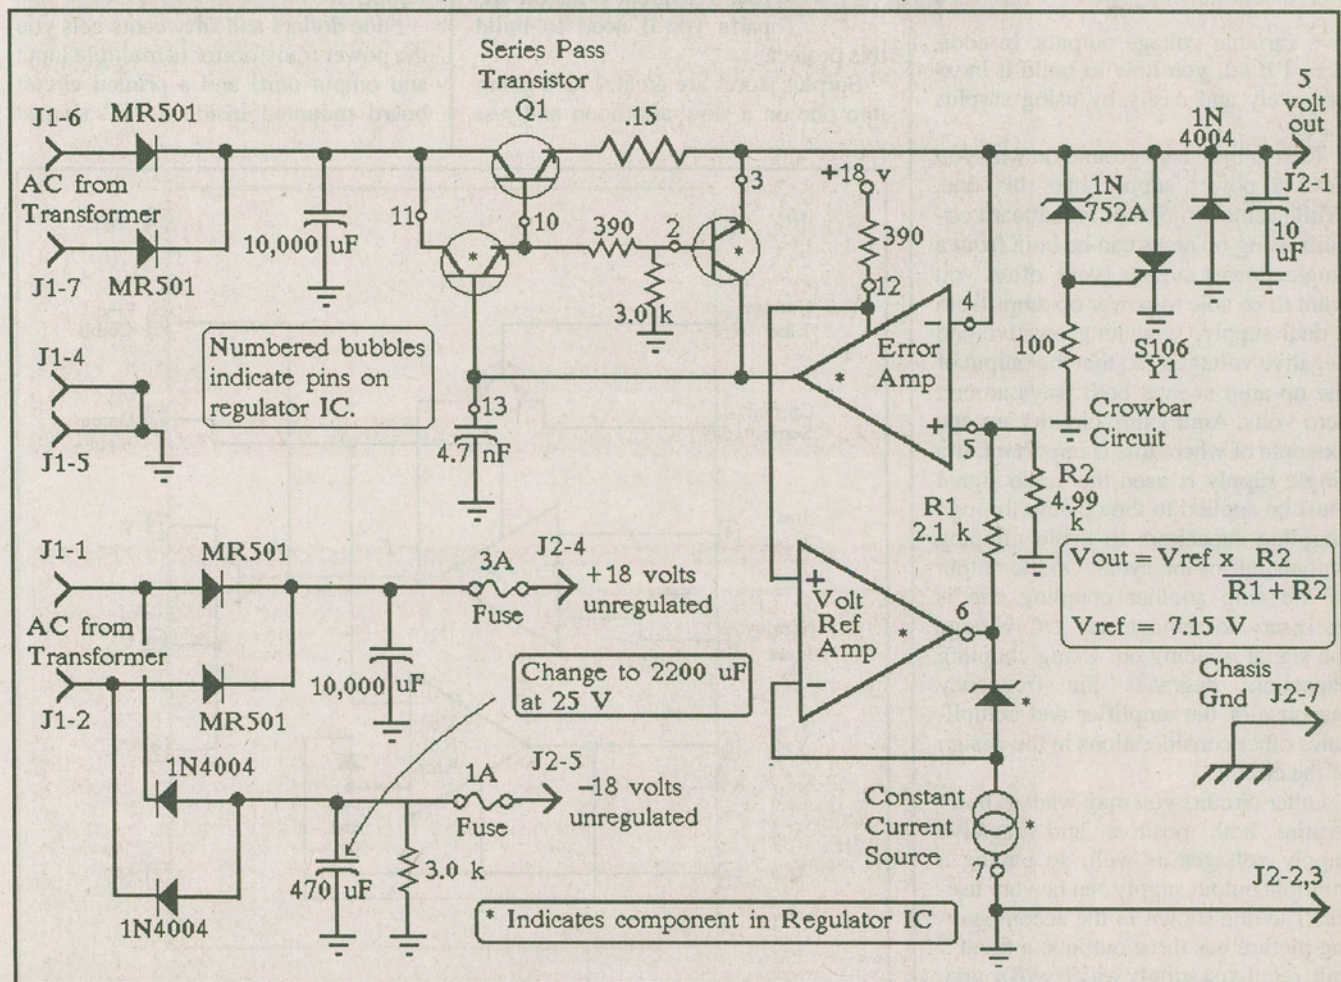 Series Pass
Transistor
Q1
J1-6
MR501
.15
1N
4004
5
volt
out
J2-1
AC from
Transformer
J1-7
MR501
10,000 uF
11
10
390
2
3
*
*
3.0 k
+18 v
390
12
4
Error
Amp
1N
752A
10
uF
100
S106
Y1
Crowbar
Circuit
Numbered bubbles
indicate pins on
regulator IC.
J1-4
J1-5
13
4.7 nF
+
5
R1
2.1 k
R2
4.99
k
Vout = Vref x R2
R1 + R2
Vref = 7.15 V
J1-1
MR501
3A
Fuse
J2-4
+18 volts
unregulated
AC from
Transformer
J1-2
MR501
10,000 uF
Change to 2200 uF
at 25 V
+
Volt
Ref
Amp
*
−
6
*
Chasis
Gnd
J2-7
1N4004
1N4004
1A
Fuse
J2-5
−18 volts
unregulated
470 uF
3.0 k
Constant
Current
Source
*
7
J2-2,3
* Indicates component in Regulator IC